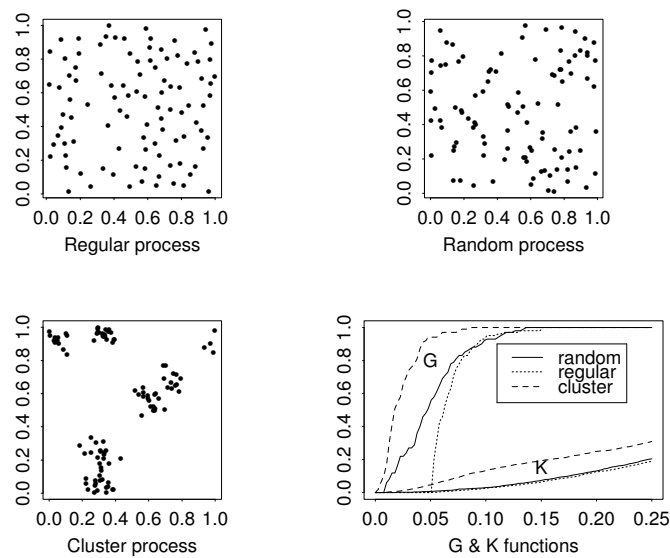 0.0 0.2 0.4 0.6 0.8 1.0
0.0 0.2 0.4 0.6 0.8 1.0
Regular process
0.0 0.2 0.4 0.6 0.8 1.0
0.0 0.2 0.4 0.6 0.8 1.0
Random process
0.0 0.2 0.4 0.6 0.8 1.0
0.0 0.2 0.4 0.6 0.8 1.0
Cluster process
0.0 0.2 0.4 0.6 0.8 1.0
G
random
regular
cluster
K
0.0 0.05 0.10 0.15 0.20 0.25
G & K functions